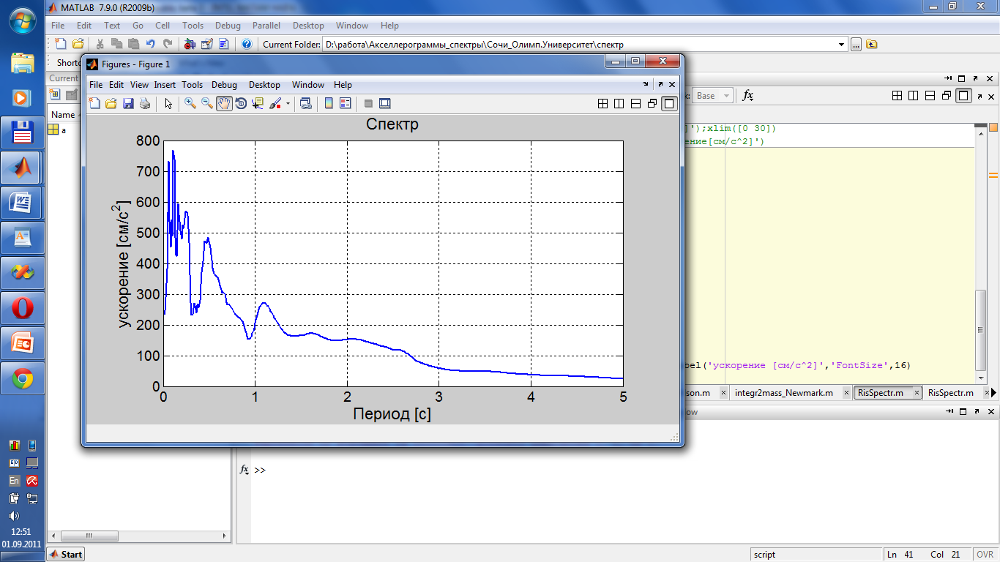 MATLAB 7.9.0 (R2009b)
File Edit Text Go Cell Tools Debug Parallel Desktop Window Help
Current Folder: D:\работа\Акселлерограммы_спектры\Сочи_Олимп.Университет\спектр
Shortc
Figures - Figure 1
Current
File Edit View Insert Tools Debug Desktop Window Help
Base
fx
Name
a
]');xlim([0 30])
ение[см/с^2]')
Спектр
800
700
600
500
400
300
200
100
0
ускорение [см/с^2]
0 1 2 3 4 5
Период [с]
bel('ускорение [см/с^2]','FontSize',16)
son.m integr2mass_Newmark.m RisSpectr.m RisSpectr.m
ow
fx >>
En
12:51
01.09.2011
Start
script Ln 41 Col 21 OVR